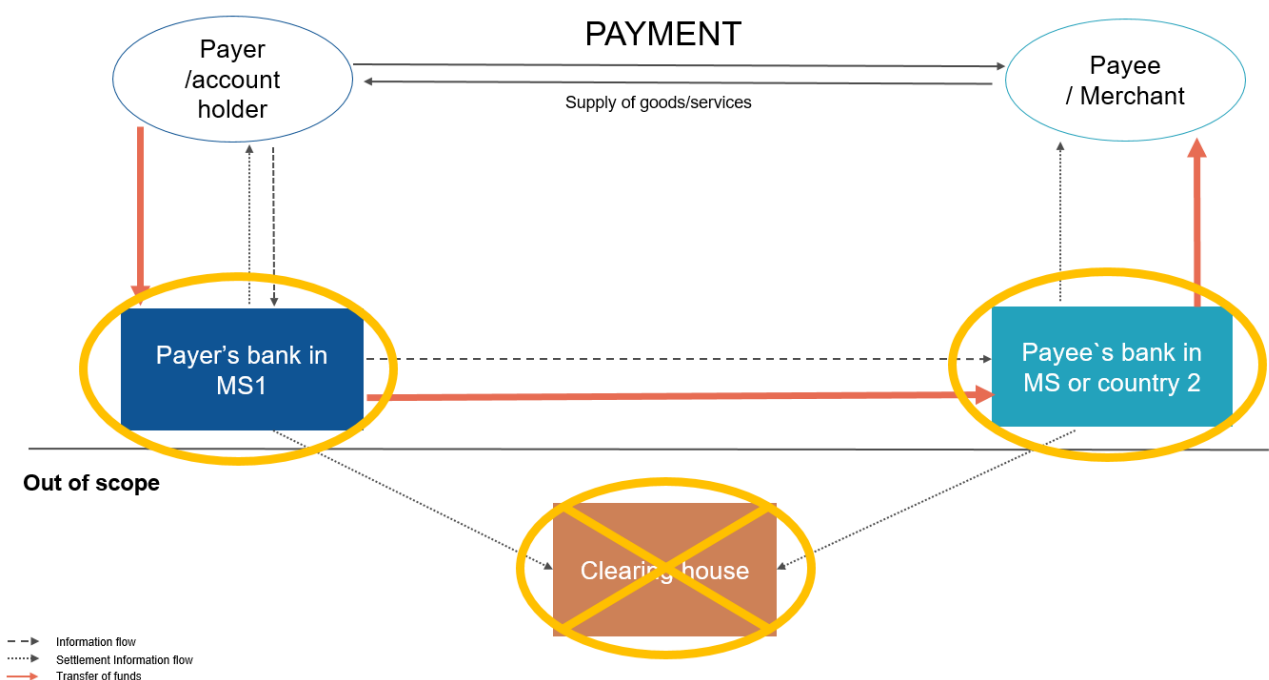 PAYMENT
Payer
/account
holder
Payee
/ Merchant
Supply of goods/services
Payer’s bank in
MS1
Payee`s bank in
MS or country 2
Out of scope
Clearing house
Information flow
Settlement Information flow
Transfer of funds